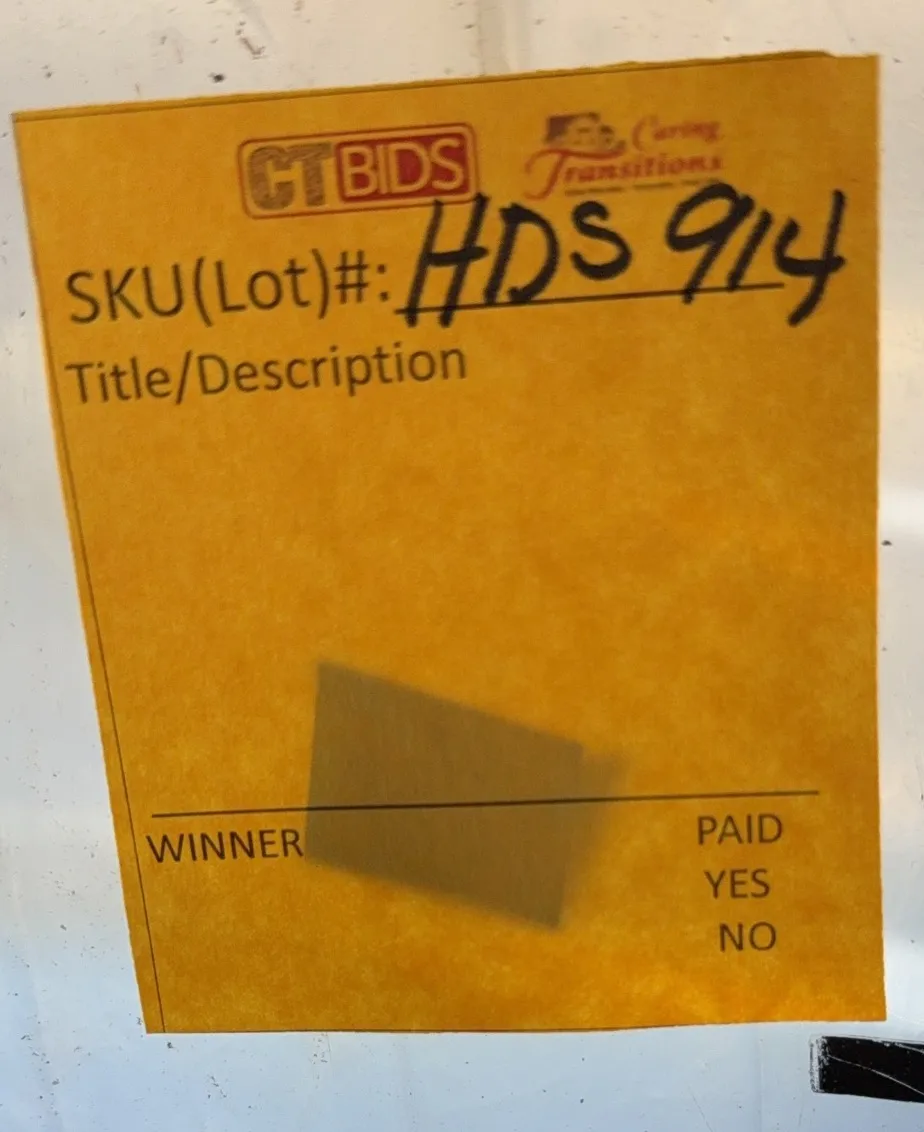 CTBIDS Caring
Transitions
SKU(Lot)#: HDS 914
Title/Description
WINNER PAID
YES
NO